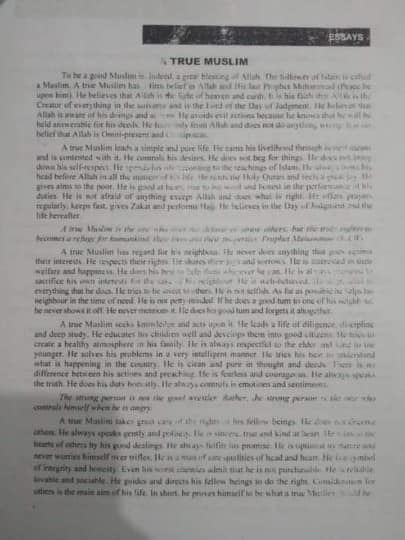 ESSAYS
A TRUE MUSLIM
To be a good Muslim is, indeed, a great blessing of Allah. The follower of Islam is called
a Muslim. A true Muslim has firm belief in Allah and His last Prophet Muhammad (Peace be
upon him). He believes that Allah is the light of heaven and earth. It is his faith that Allah is the
Creator of everything in the universe and is the Lord of the Day of Judgment. He believes that
Allah is aware of his doings and He avoids evil actions because he knows that he will be
held answerable for his deeds. He fears only from Allah and does not do anything wrong.
belief that Allah is Omni-present and
A true Muslim leads a simple and pure life. He earns his livelihood through honest means
and is contented with it. He controls his desires. He does not beg for things. He does not bring
down his self-respect. He spends according to the teachings of Islam. He
head before Allah in all the of his life. He recites the Holy Quran and feels a great joy. He
gives alms to the poor. He is good at heart, true to his word and honest in the performance of his
duties. He is not afraid of anything except Allah and does what is right. He offers prayers
regularly, keeps fast, gives Zakat and performs Hajj. He believes in the Day of Judgment and the
life hereafter.
A true Muslim is the one who others, but the truly righteous
becomes a refuge for humankind, their lives and their properties. Prophet Muhammad
A true Muslim has regard for his neighbour. He never does anything that goes against
their interests. He respects their rights. He shares their joys and sorrows. He is interested in their
welfare and happiness. He does his best to help them whenever he can. He is always prepared to
sacrifice his own interests for the sake of his neighbour. He is well-behaved. He is
everything that he does. He tries to be sweet to others. He is not selfish. As far as possible he helps his
neighbour in the time of need. He is not petty-minded. If he does a good turn to one of his neighbours,
he never shows it off. He never mentions it. He does his good turn and forgets it altogether.
A true Muslim seeks knowledge and acts upon it. He leads a life of diligence, discipline
and deep study. He educates his children well and develops them into good citizens. He tries to
create a healthy atmosphere in his family. He is always respectful to the elder and kind to the
younger. He solves his problems in a very intelligent manner. He tries his best to understand
what is happening in the country. He is clean and pure in thought and deeds. There is no
difference between his actions and preaching. He is fearless and courageous. He always speaks
the truth. He does his duty honestly. He always controls is emotions and sentiments.
The strong person is not the good wrestler. Rather, the strong person is the one who
controls himself when he is angry.
A true Muslim takes great care of the rights of his fellow beings. He does not deceive
others. He always speaks gently and politely. He is sincere, true and kind at heart. He wins the
hearts of others by his good dealings. He always fulfils his promise. He is optimist by nature and
never worries himself over trifles. He is a man of rare qualities of head and heart. He is a symbol
of integrity and honesty. Even his worst enemies admit that he is not purchasable. He is reliable,
lovable and sociable. He guides and directs his fellow beings to do the right. Consideration for
others is the main aim of his life. In short, he proves himself to be what a true Muslim should be.